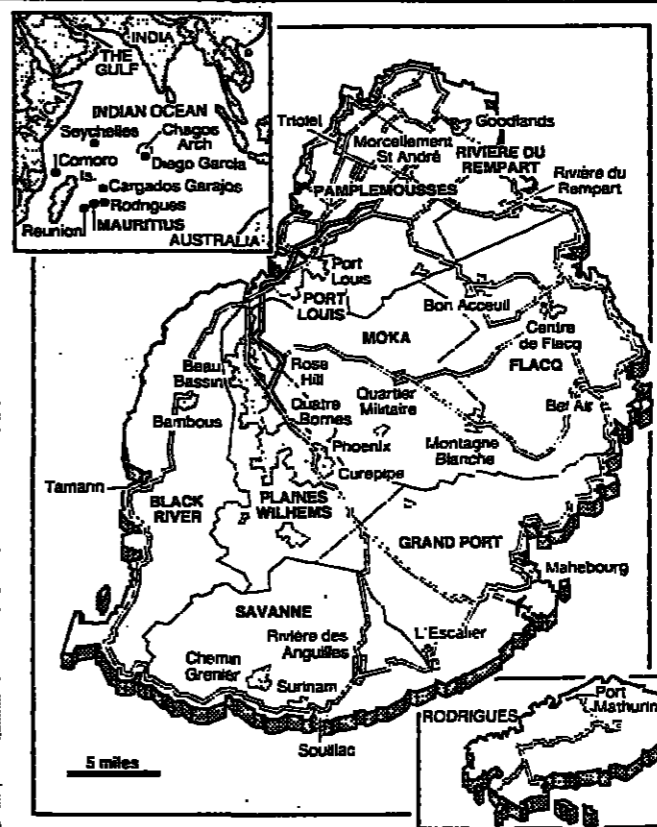 INDIA
THE
GULF
AFRICA
INDIAN OCEAN
Seychelles
Chagos
Arch
Comoro
Is.
Diego Garcia
Cargados Garajos
Rodrigues
Reunion
MAURITIUS
AUSTRALIA
Triolet
Goodlands
Morcellement
St André
RIVIERE DU
REMPART
PAMPLEMOUSSES
Rivière du
Rempart
Port
Louis
PORT
LOUIS
Bon Acceuil
MOKA
Centre
de Flacq
FLACQ
Beau
Bassin
Rose
Hill
Quartier
Militaire
Bel Air
Bambous
Quatre
Bornes
Phoenix
Montagne
Blanche
Curepipe
Tamann
BLACK
RIVER
PLAINES
WILHEMS
GRAND PORT
Mahebourg
SAVANNE
L'Escalier
Rivière des
Anguilles
Chemin
Grenier
Surinam
Souillac
5 miles
RODRIGUES
Port
Mathurin